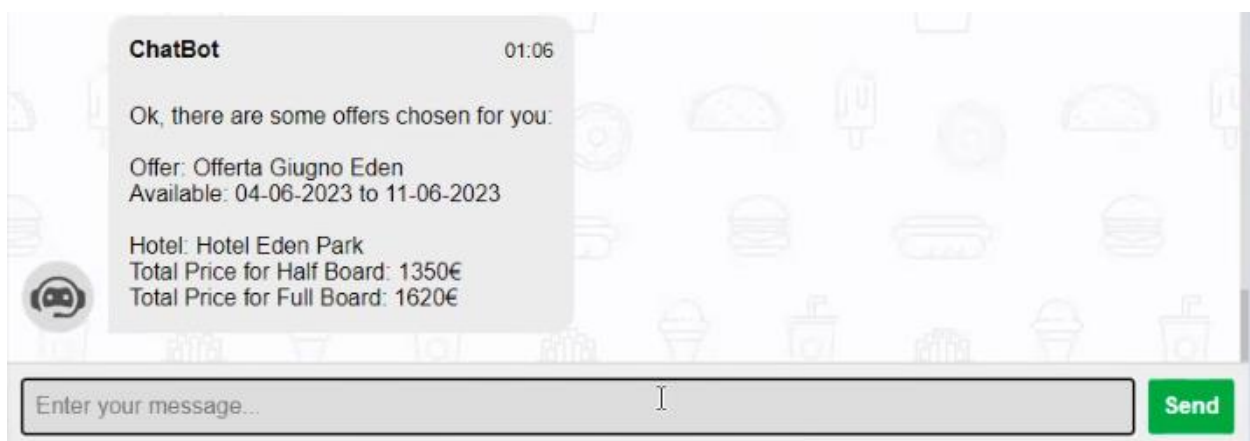 ChatBot 01:06
Ok, there are some offers chosen for you:
Offer: Offerta Giugno Eden
Available: 04-06-2023 to 11-06-2023
Hotel: Hotel Eden Park
Total Price for Half Board: 1350€
Total Price for Full Board: 1620€
Enter your message...
Send